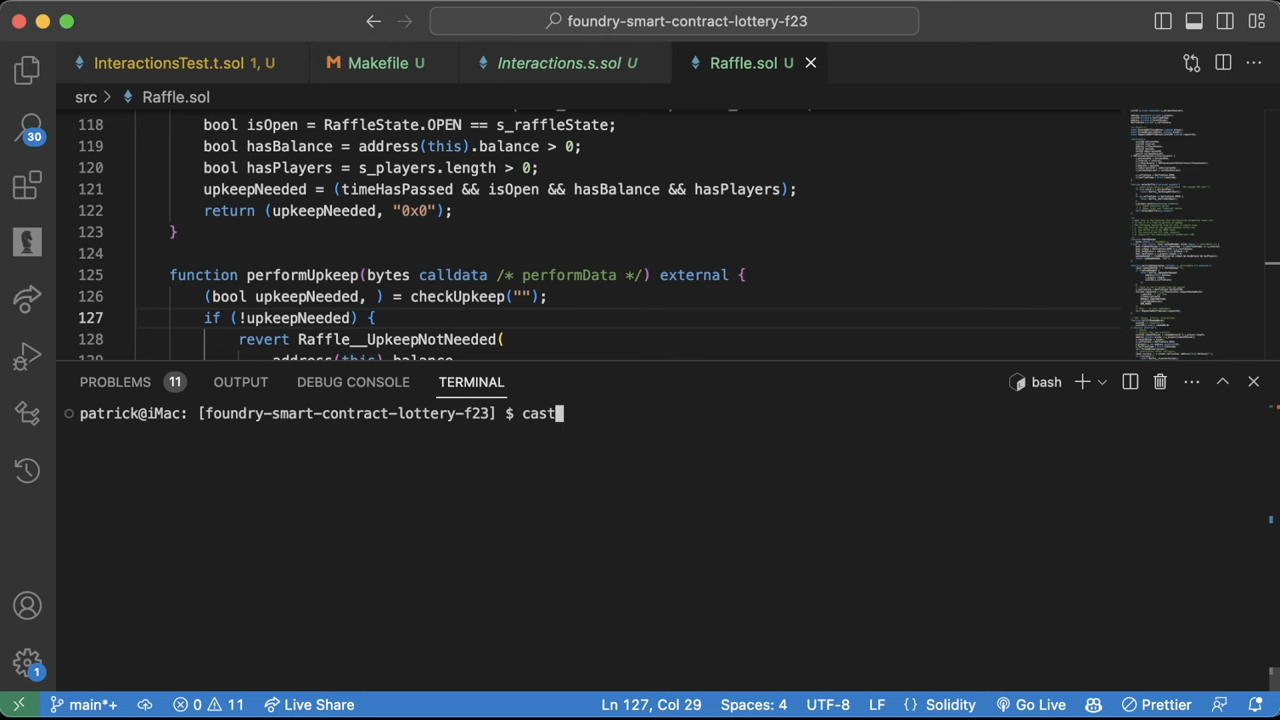 foundry-smart-contract-lottery-f23
InteractionsTest.t.sol 1, U
Makefile U
Interactions.s.sol U
Raffle.sol U
src > Raffle.sol
118 bool isOpen = RaffleState.OPEN == s_raffleState;
119 bool hasBalance = address(this).balance > 0;
120 bool hasPlayers = s_players.length > 0;
121 upkeepNeeded = (timeHasPassed && isOpen && hasBalance && hasPlayers);
122 return (upkeepNeeded, "0x0");
123 }
124
125 function performUpkeep(bytes calldata /* performData */) external {
126 (bool upkeepNeeded, ) = checkUpkeep("");
127 if (!upkeepNeeded) {
128 revert Raffle__UpkeepNotNeeded(
129 address(this).balance,
PROBLEMS 11 OUTPUT DEBUG CONSOLE TERMINAL bash
patrick@iMac: [foundry-smart-contract-lottery-f23] $ cast
30
1
main*+ 0 11 Live Share Ln 127, Col 29 Spaces: 4 UTF-8 LF {} Solidity Go Live Prettier